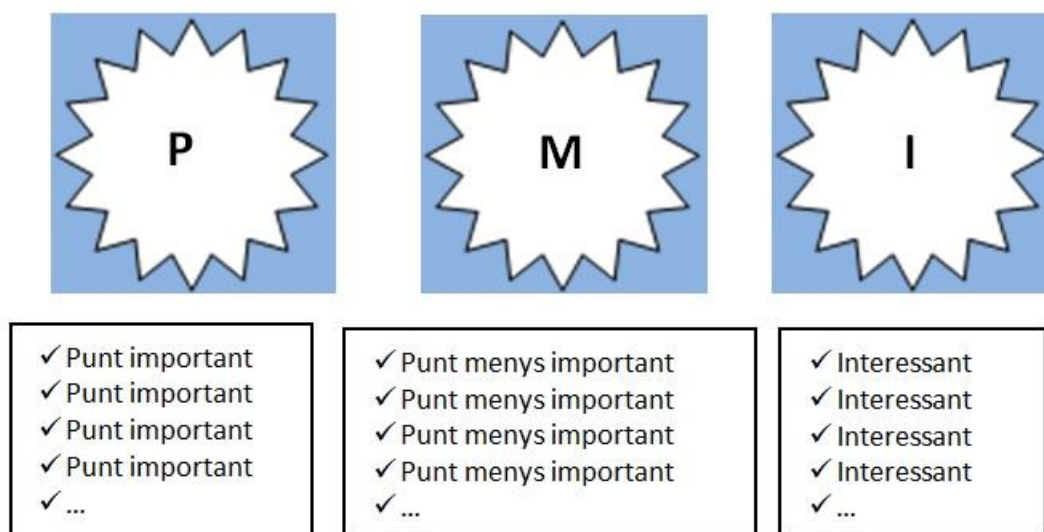 P
M
I
✓ Punt important
✓ Punt important
✓ Punt important
✓ Punt important
✓ ...
✓ Punt menys important
✓ Punt menys important
✓ Punt menys important
✓ Punt menys important
✓ ...
✓ Interessant
✓ Interessant
✓ Interessant
✓ Interessant
✓ ...